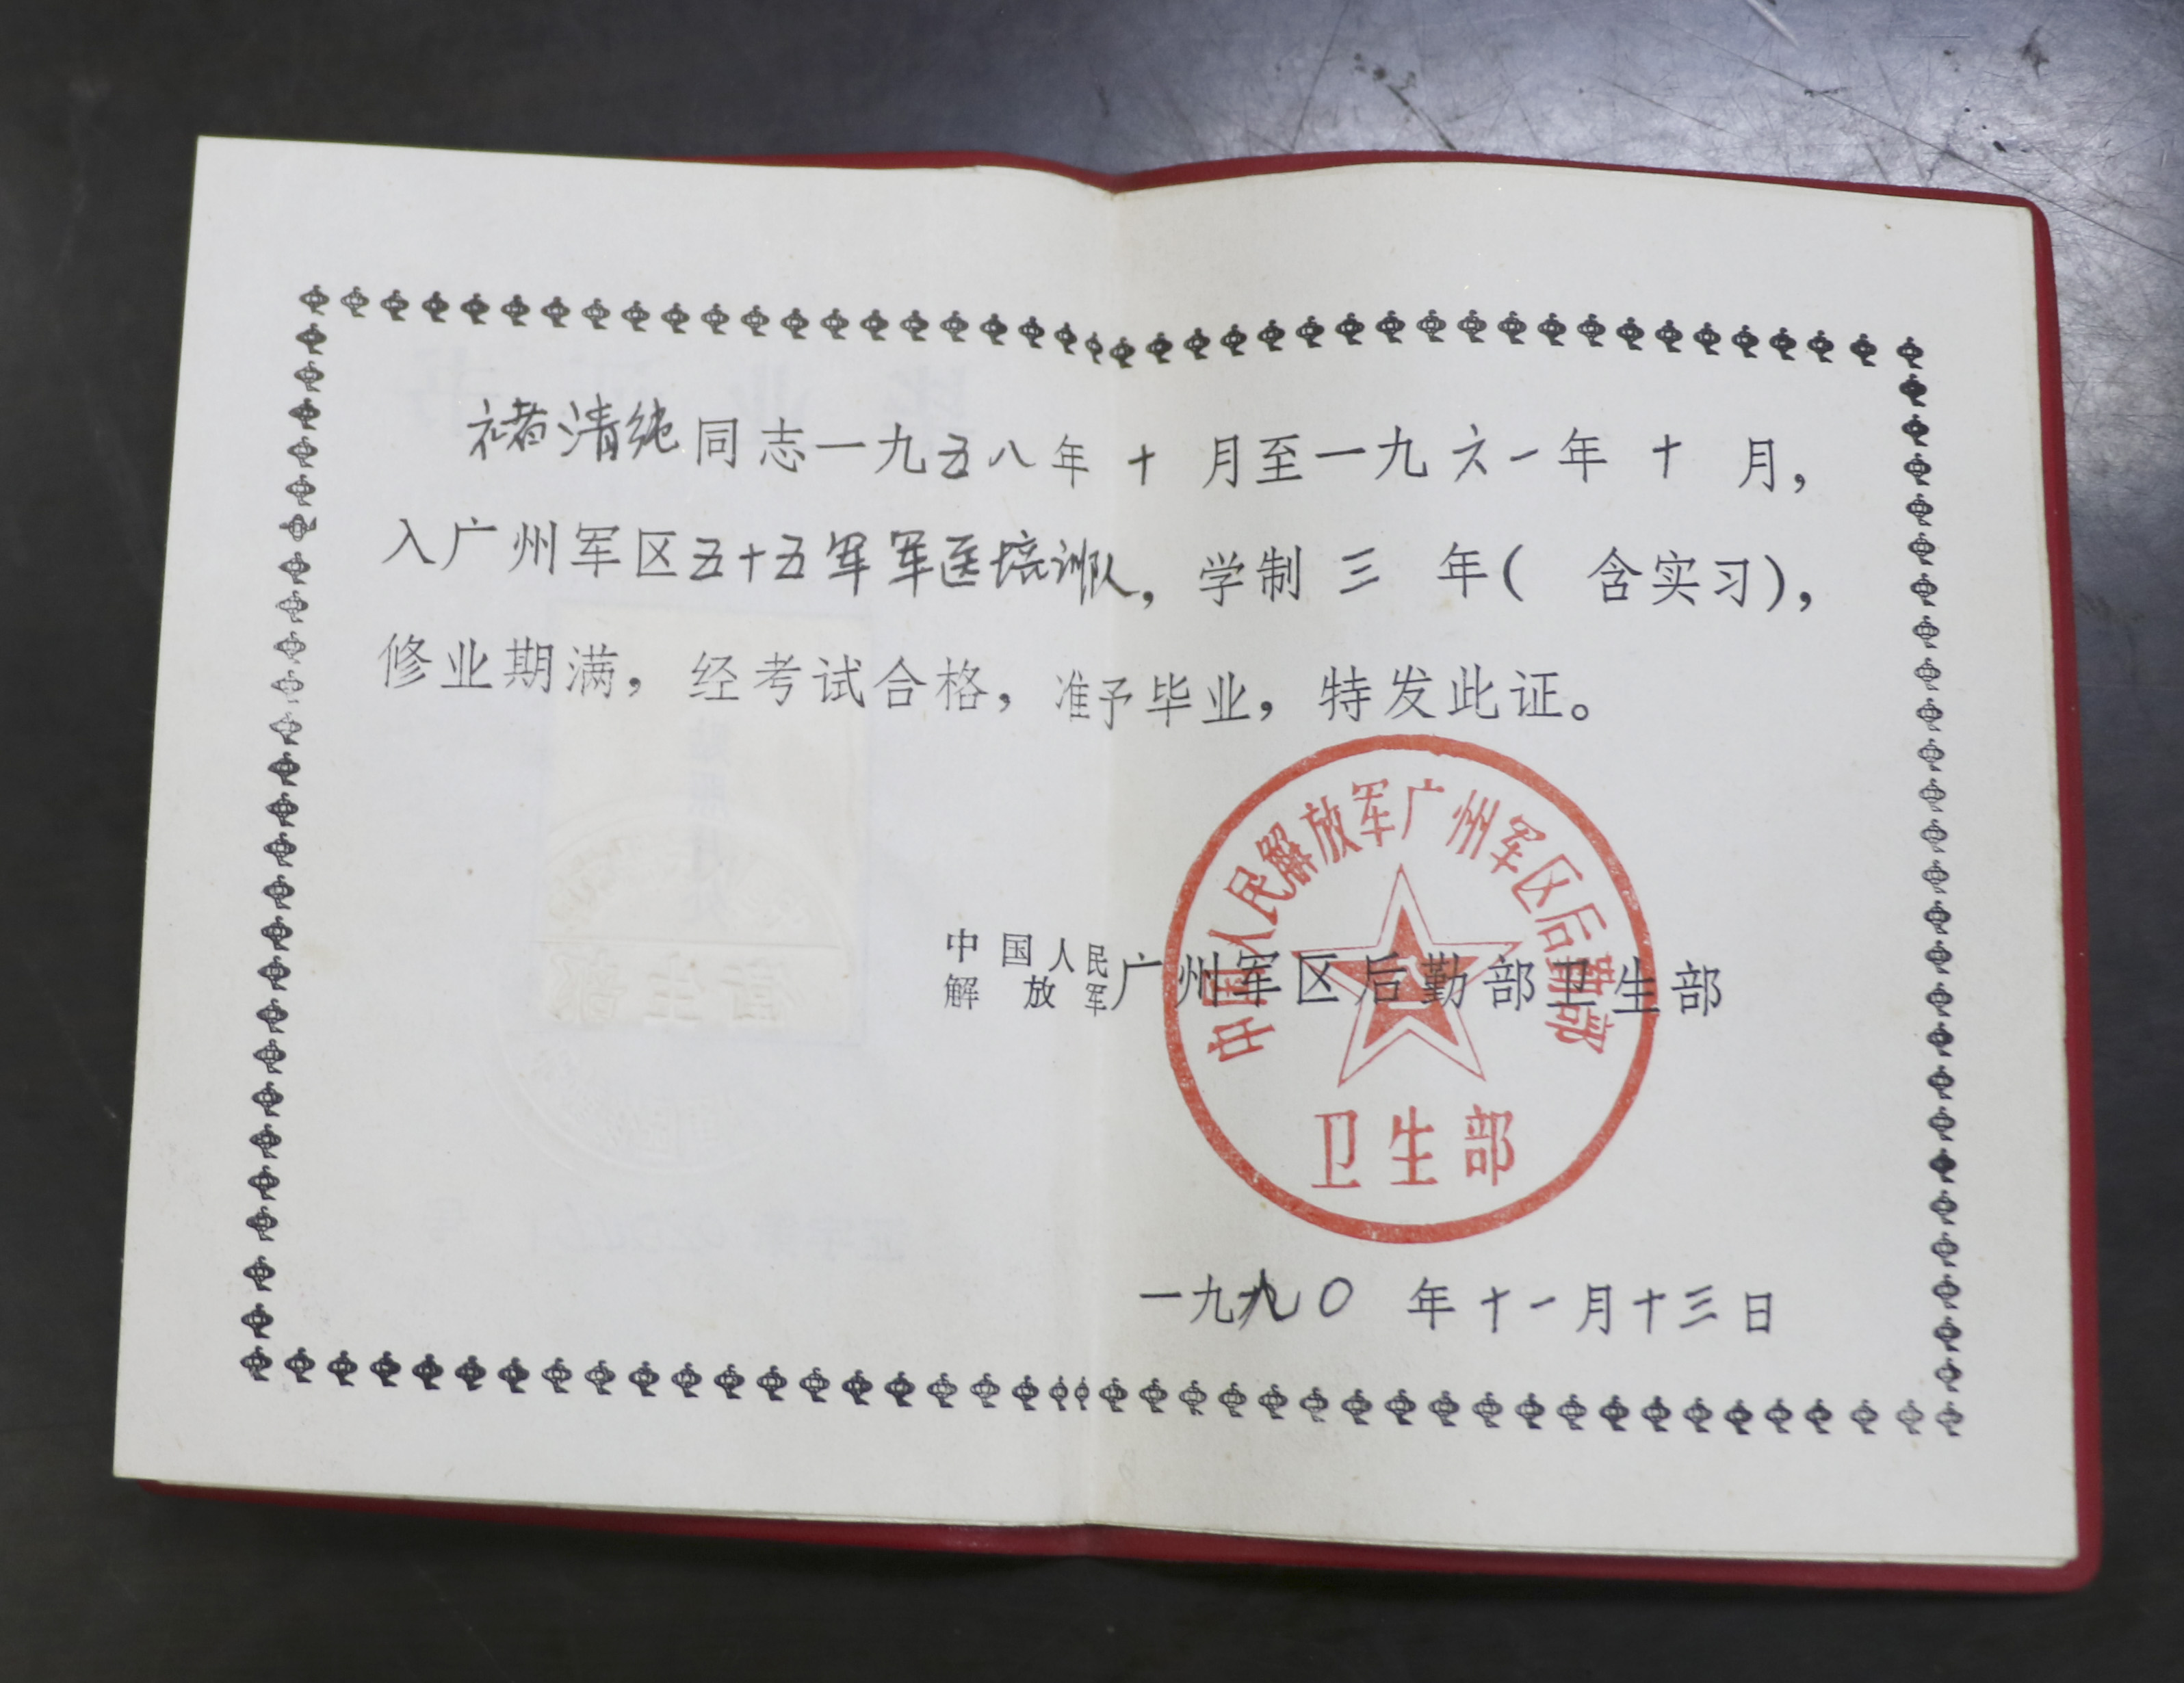 褚清纯同志一九五八年十月至一九六一年十月，
入广州军区五十五军军医培训队，学制三年（ 含实习），
修业期满，经考试合格，准予毕业，特发此证。
中国人民解放军广州军区后勤部卫生部
中国人民解放军广州军区后勤部
卫生部
一九九〇年十一月十三日